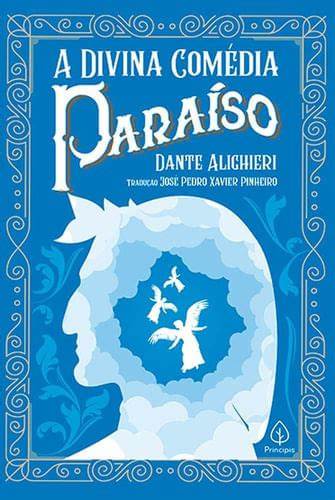 A DIVINA COMÉDIA
PARAÍSO
DANTE ALIGHIERI
TRADUÇÃO JOSÉ PEDRO XAVIER PINHEIRO
Principis